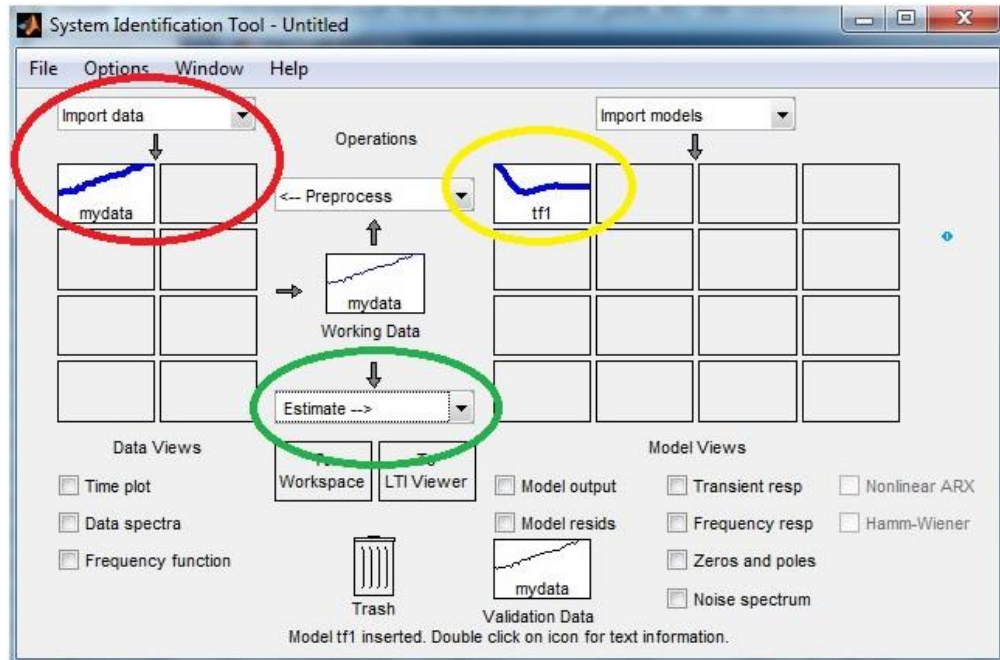 System Identification Tool - Untitled
File Options Window Help
Import data
Import models
Operations
mydata
<-- Preprocess
tf1
mydata
Working Data
Estimate -->
Data Views
Model Views
To
Workspace
To
LTI Viewer
Time plot
Data spectra
Frequency function
Model output
Transient resp
Nonlinear ARX
Model resids
Frequency resp
Hamm-Wiener
Zeros and poles
Noise spectrum
Trash
mydata
Validation Data
Model tf1 inserted. Double click on icon for text information.